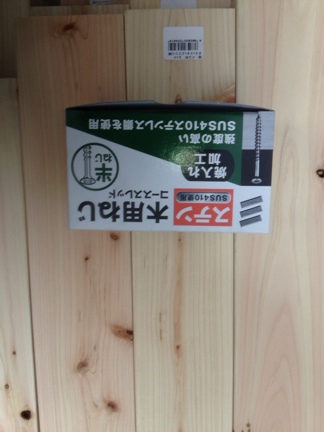 ステン
SUS410使用
木用ねじ
コーススレッド
半
ねじ
焼入れ
加工
強度の高い
SUS410ステンレス鋼を使用